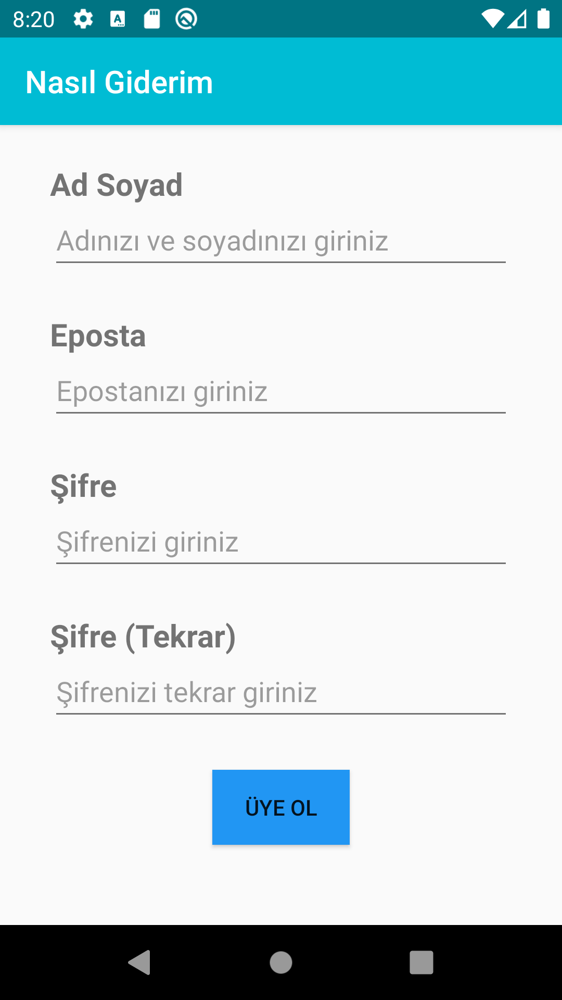 8:20
Nasıl Giderim
Ad Soyad
Adınızı ve soyadınızı giriniz
Eposta
Epostanızı giriniz
Şifre
Şifrenizi giriniz
Şifre (Tekrar)
Şifrenizi tekrar giriniz
ÜYE OL